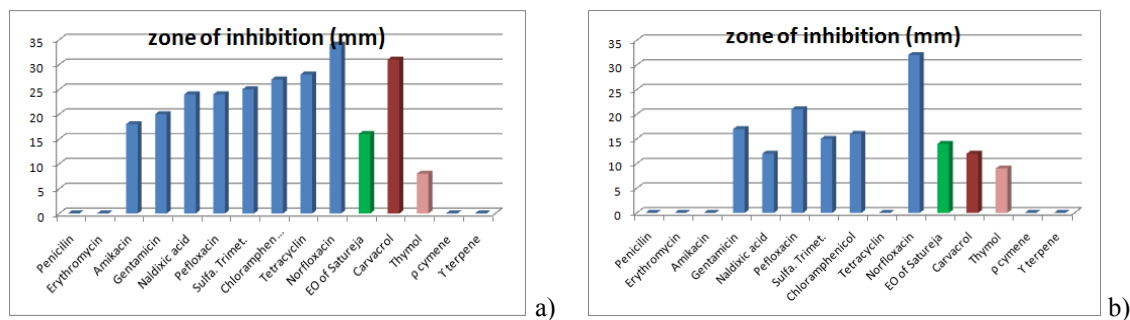 zone of inhibition (mm)
35
30
25
20
15
10
5
0
Penicilin
Erythromycin
Amikacin
Gentamicin
Naldixic acid
Pefloxacin
Sulfa. Trimet.
Chloramphen...
Tetracyclin
Norfloxacin
EO of Satureja
Carvacrol
Thymol
ρ cymene
Υ terpene
a)
zone of inhibition (mm)
35
30
25
20
15
10
5
0
Penicilin
Erythromycin
Amikacin
Gentamicin
Naldixic acid
Pefloxacin
Sulfa. Trimet.
Chloramphenicol
Tetracyclin
Norfloxacin
EO of Satureja
Carvacrol
Thymol
ρ cymene
Υ terpene
b)